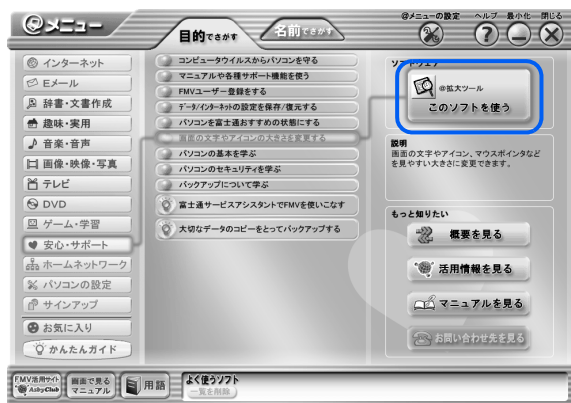 @メニュー
目的でさがす
名前でさがす
@メニューの設定
ヘルプ
最小化
閉じる
インターネット
Eメール
辞書・文書作成
趣味・実用
音楽・音声
画像・映像・写真
テレビ
DVD
ゲーム・学習
安心・サポート
ホームネットワーク
パソコンの設定
サインアップ
お気に入り
かんたんガイド
コンピュータウイルスからパソコンを守る
マニュアルや各種サポート機能を使う
FMVユーザー登録をする
データ/インターネットの設定を保存/復元する
パソコンを富士通おすすめの状態にする
画面の文字やアイコンの大きさを変更する
パソコンの基本を学ぶ
パソコンのセキュリティを学ぶ
バックアップについて学ぶ
富士通サービスアシスタントでFMVを使いこなす
大切なデータのコピーをとってバックアップする
ソフトウェア
@拡大ツール
このソフトを使う
説明
画面の文字やアイコン、マウスポインタなど
を見やすい大きさに変更できます。
もっと知りたい
概要を見る
活用情報を見る
マニュアルを見る
お問い合わせ先を見る
FMV活用サイト
AzbyClub
画面で見る
マニュアル
用語
よく使うソフト
一覧を削除